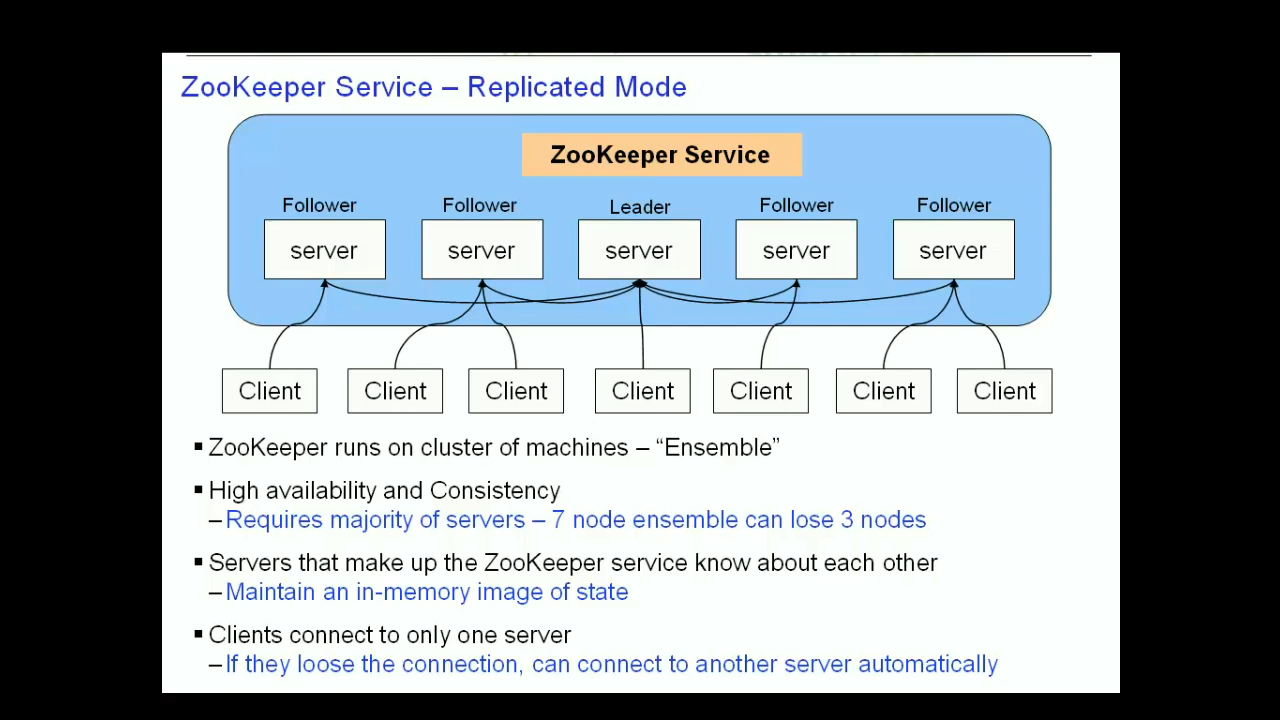 ZooKeeper Service – Replicated Mode
ZooKeeper Service
Follower Follower Leader Follower Follower
server server server server server
Client Client Client Client Client Client Client
▪ ZooKeeper runs on cluster of machines – “Ensemble”
▪ High availability and Consistency
– Requires majority of servers – 7 node ensemble can lose 3 nodes
▪ Servers that make up the ZooKeeper service know about each other
– Maintain an in-memory image of state
▪ Clients connect to only one server
– If they loose the connection, can connect to another server automatically